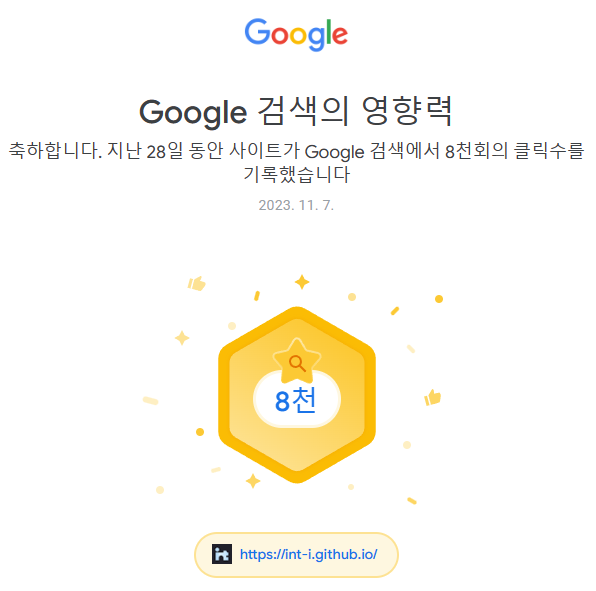 Google
Google 검색의 영향력
축하합니다. 지난 28일 동안 사이트가 Google 검색에서 8천회의 클릭수를
기록했습니다
2023. 11. 7.
8천
int https://int-i.github.io/